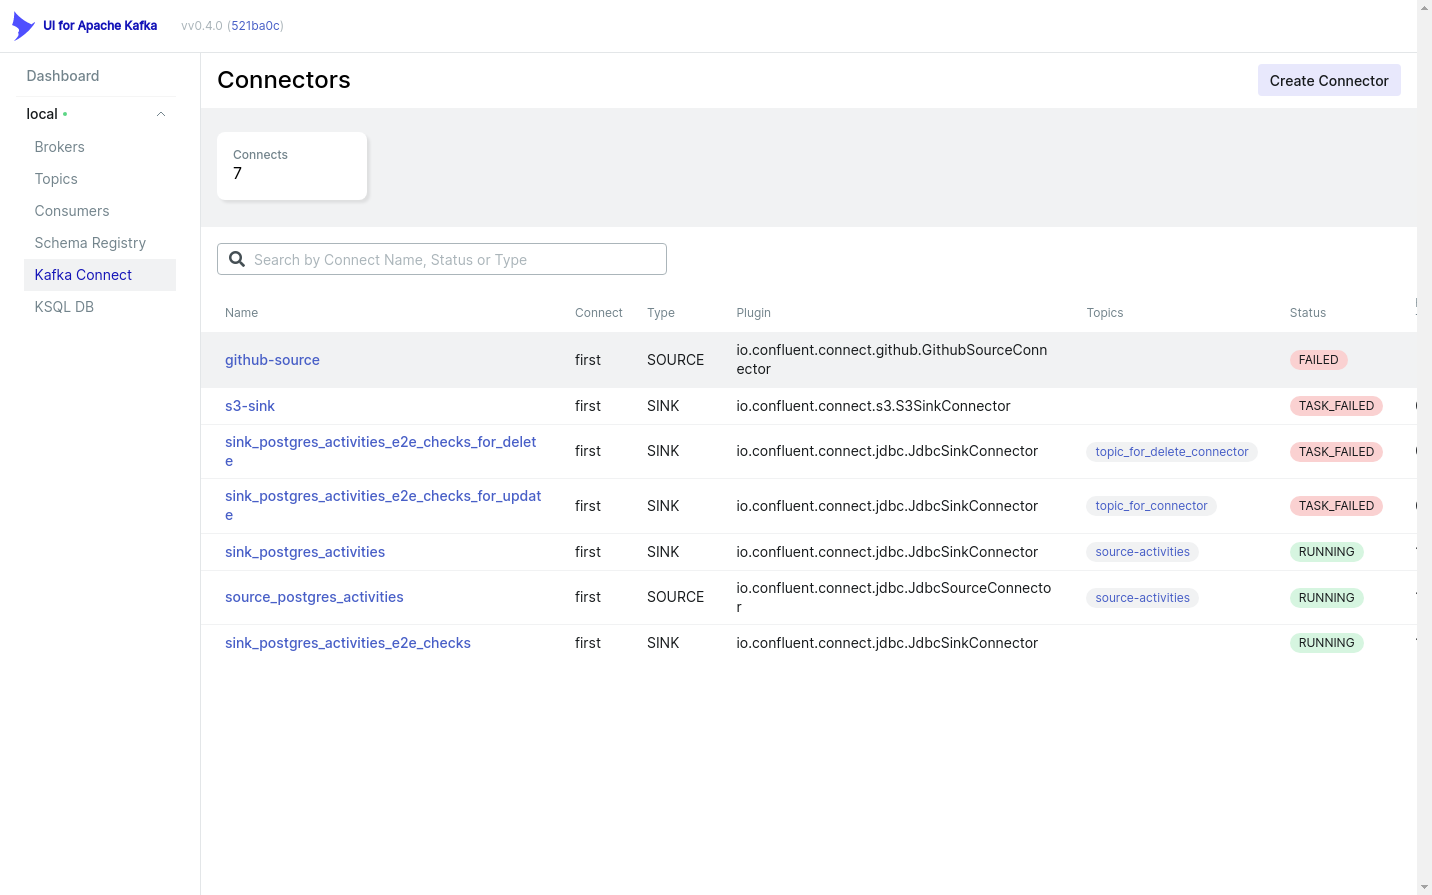 UI for Apache Kafka vv0.4.0 (521ba0c)
Dashboard
local
Brokers
Topics
Consumers
Schema Registry
Kafka Connect
KSQL DB
Connectors
Create Connector
Connects
7
Search by Connect Name, Status or Type
Name Connect Type Plugin Topics Status
github-source first SOURCE io.confluent.connect.github.GithubSourceConn
ector FAILED
s3-sink first SINK io.confluent.connect.s3.S3SinkConnector TASK_FAILED
sink_postgres_activities_e2e_checks_for_delet
e first SINK io.confluent.connect.jdbc.JdbcSinkConnector topic_for_delete_connector TASK_FAILED
sink_postgres_activities_e2e_checks_for_updat
e first SINK io.confluent.connect.jdbc.JdbcSinkConnector topic_for_connector TASK_FAILED
sink_postgres_activities first SINK io.confluent.connect.jdbc.JdbcSinkConnector source-activities RUNNING
source_postgres_activities first SOURCE io.confluent.connect.jdbc.JdbcSourceConnecto
r source-activities RUNNING
sink_postgres_activities_e2e_checks first SINK io.confluent.connect.jdbc.JdbcSinkConnector RUNNING